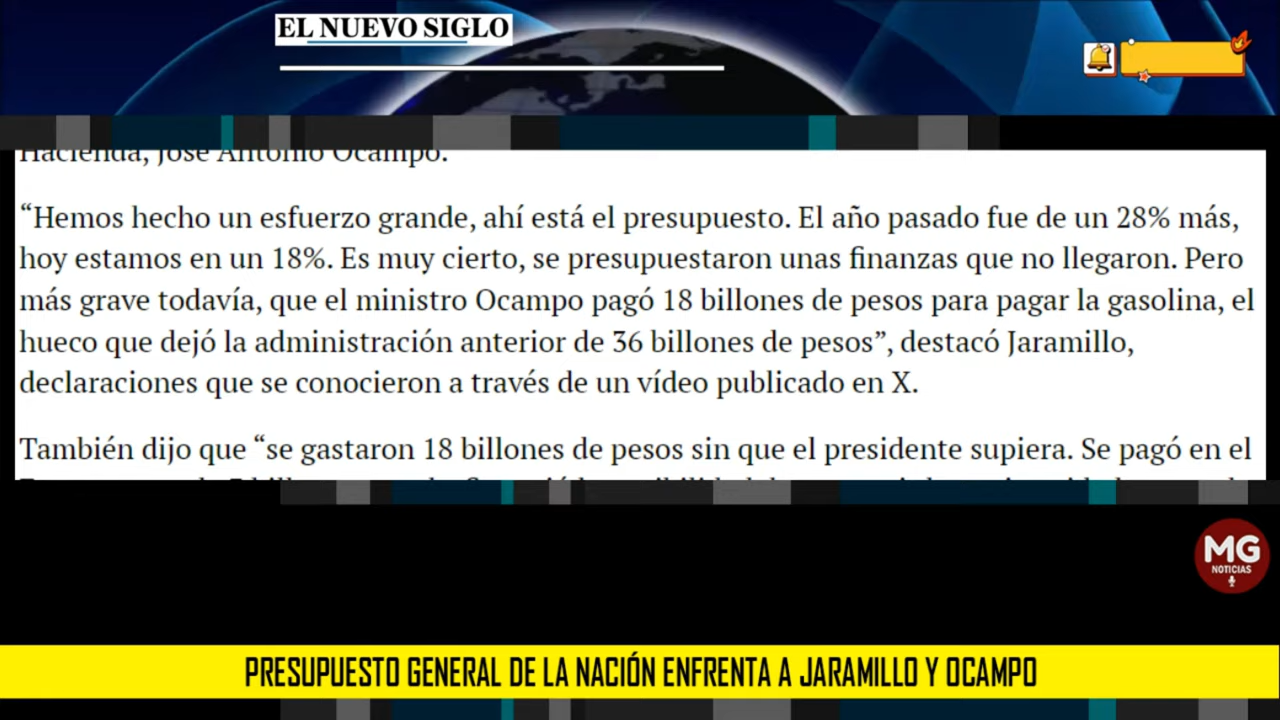 EL NUEVO SIGLO
Hacienda, José Antonio Ocampo.
“Hemos hecho un esfuerzo grande, ahí está el presupuesto. El año pasado fue de un 28% más,
hoy estamos en un 18%. Es muy cierto, se presupuestaron unas finanzas que no llegaron. Pero
más grave todavía, que el ministro Ocampo pagó 18 billones de pesos para pagar la gasolina, el
hueco que dejó la administración anterior de 36 billones de pesos”, destacó Jaramillo,
declaraciones que se conocieron a través de un vídeo publicado en X.
También dijo que “se gastaron 18 billones de pesos sin que el presidente supiera. Se pagó en el
MG
NOTICIAS
PRESUPUESTO GENERAL DE LA NACIÓN ENFRENTA A JARAMILLO Y OCAMPO